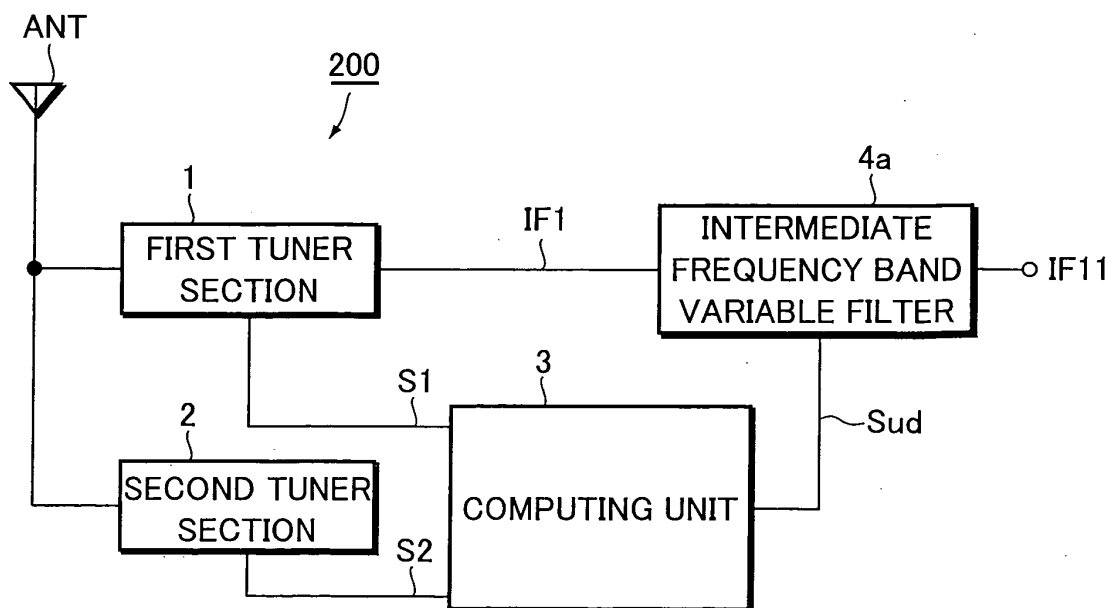 ANT
200
1
FIRST TUNER
SECTION
IF1
4a
INTERMEDIATE
FREQUENCY BAND
VARIABLE FILTER
IF11
S1
3
COMPUTING UNIT
Sud
2
SECOND TUNER
SECTION
S2